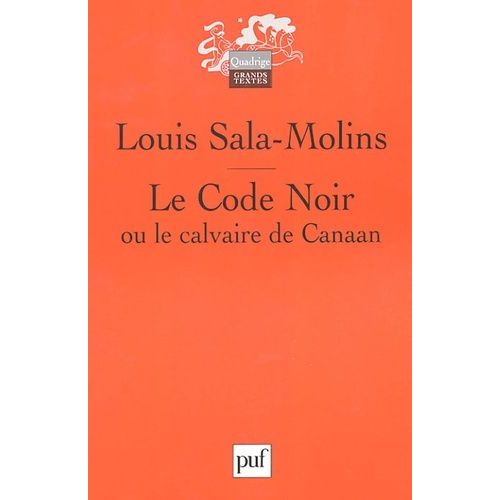 Quadrige
GRANDS
TEXTES
Louis Sala-Molins
Le Code Noir
ou le calvaire de Canaan
puf